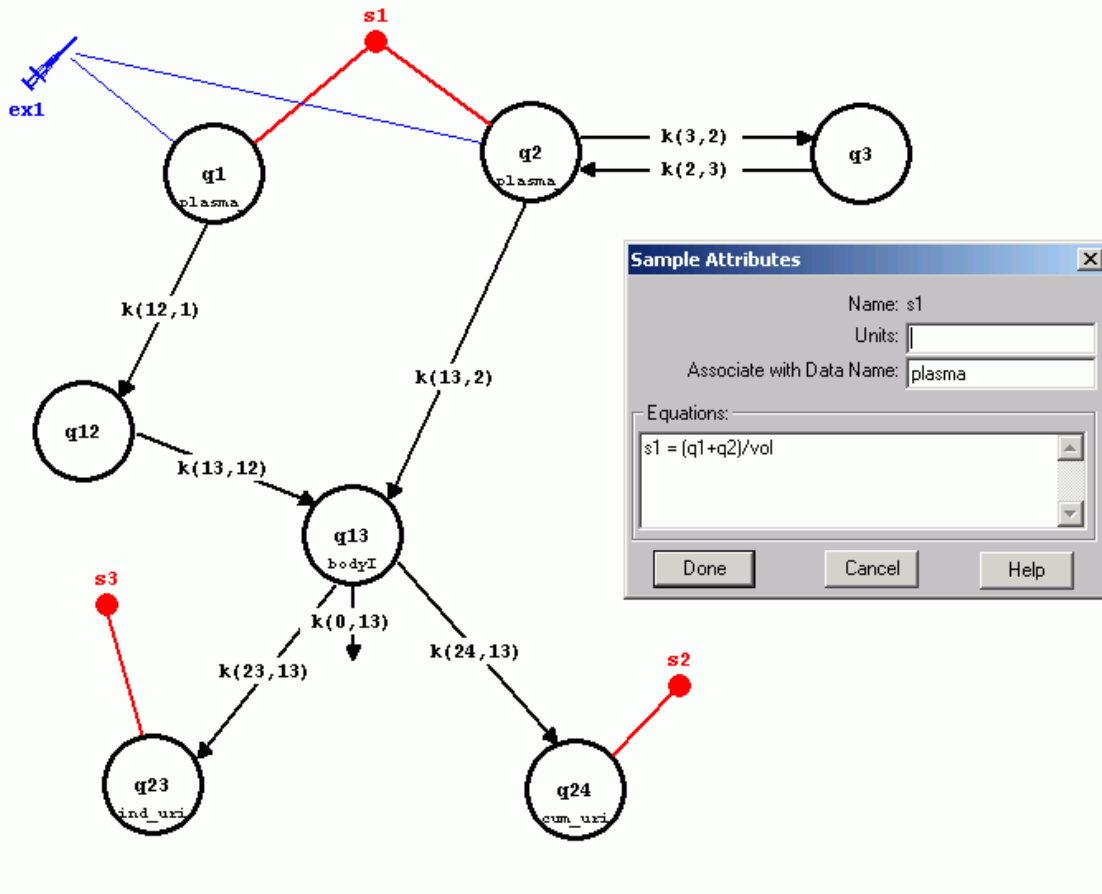 s1
ex1
q1
plasma_
q2
plasma_
k(3,2)
k(2,3)
q3
Sample Attributes
Name: s1
Units:
Associate with Data Name: plasma
Equations:
s1 = (q1+q2)/vol
Done
Cancel
Help
k(12,1)
k(13,2)
q12
k(13,12)
q13
bodyI
s3
k(0,13)
k(23,13)
k(24,13)
s2
q23
ind_uri
q24
cum_uri